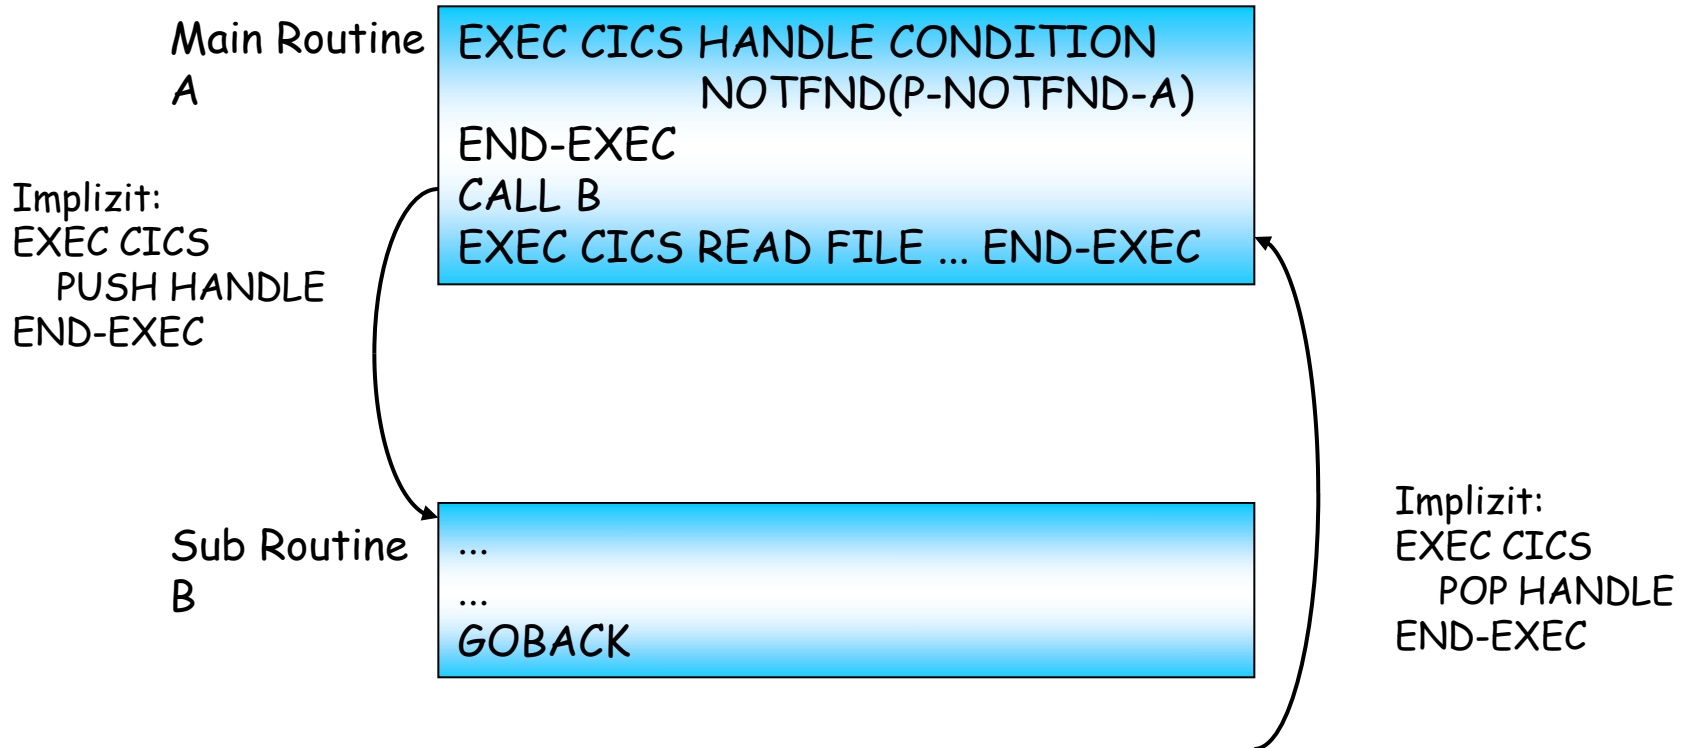 Main Routine
A
EXEC CICS HANDLE CONDITION
NOTFND(P-NOTFND-A)
END-EXEC
CALL B
EXEC CICS READ FILE ... END-EXEC
Implizit:
EXEC CICS
PUSH HANDLE
END-EXEC
Sub Routine
B
...
...
GOBACK
Implizit:
EXEC CICS
POP HANDLE
END-EXEC